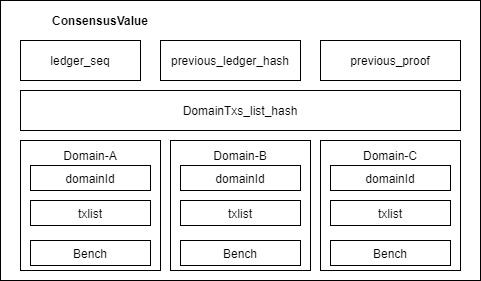 ConsensusValue
ledger_seq previous_ledger_hash previous_proof
DomainTxs_list_hash
Domain-A Domain-B Domain-C
domainId domainId domainId
txlist txlist txlist
Bench Bench Bench